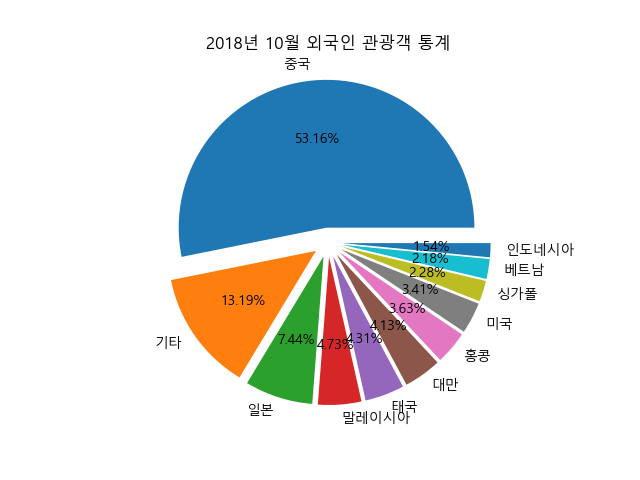 2018년 10월 외국인 관광객 통계
중국
53.16%
기타
13.19%
일본
7.44%
말레이시아
4.73%
태국
4.31%
대만
4.13%
홍콩
3.63%
미국
3.41%
싱가폴
2.28%
베트남
2.18%
인도네시아
1.54%